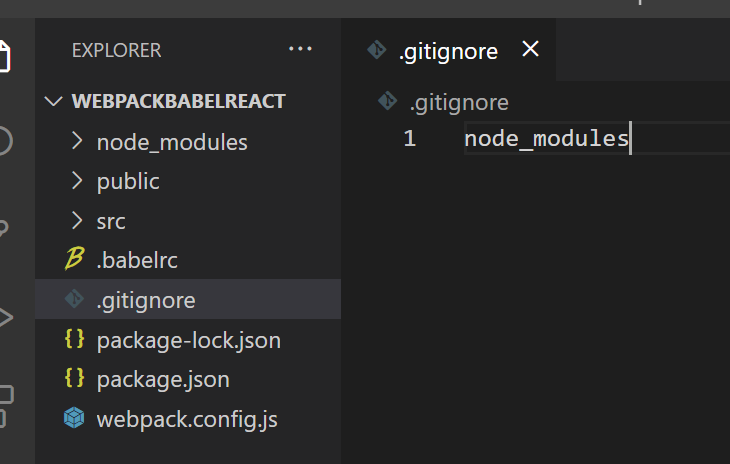 EXPLORER
WEBPACKBABELREACT
node_modules
public
src
.babelrc
.gitignore
package-lock.json
package.json
webpack.config.js
.gitignore
.gitignore
1 node_modules